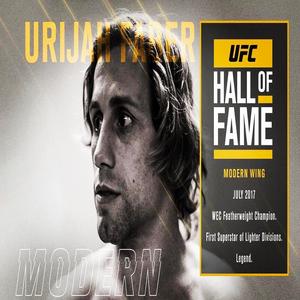 URIJAH FABER
UFC
HALL OF
FAME
MODERN WING
JULY 2017
WEC Featherweight Champion.
First Superstar of Lighter Divisions.
Legend.
MODERN